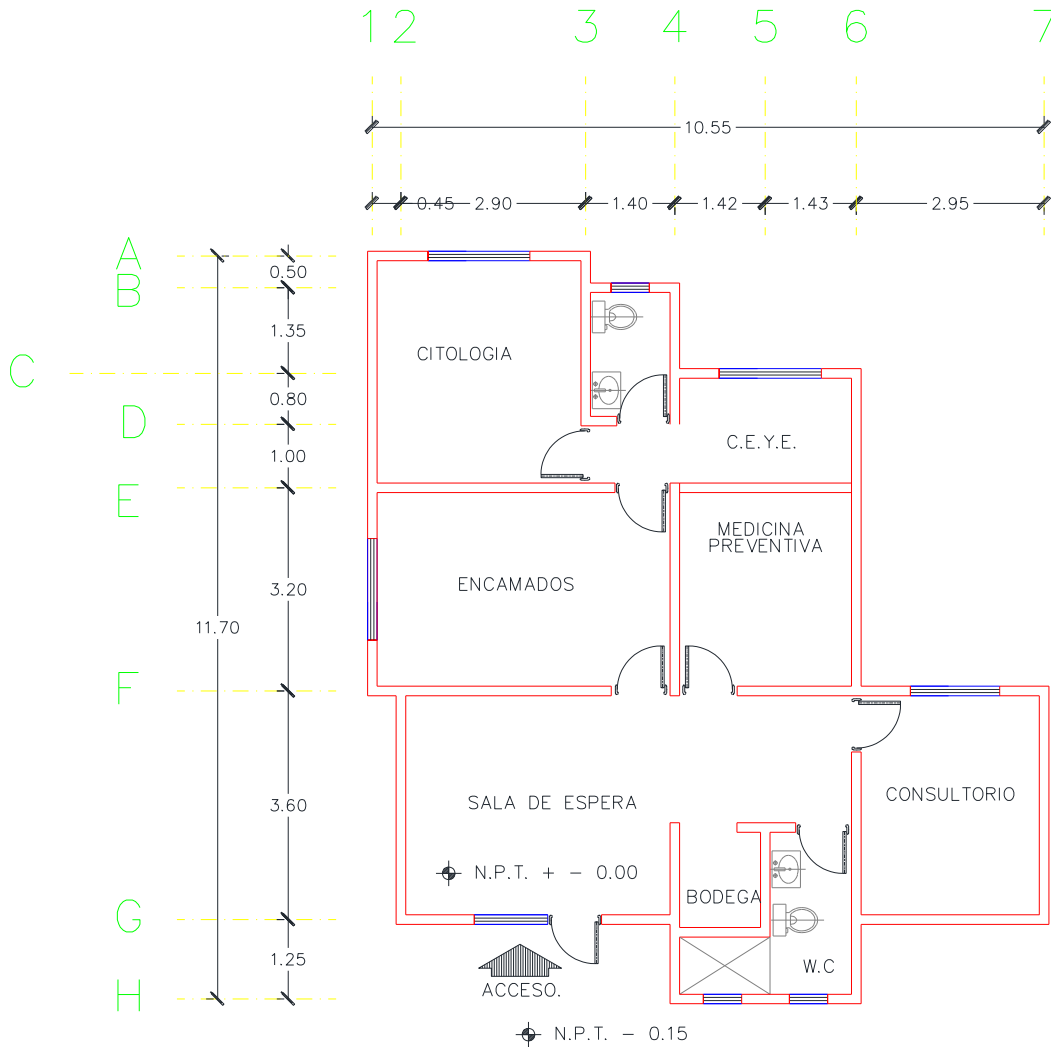 1 2 3 4 5 6 7
10.55
0.45 2.90 1.40 1.42 1.43 2.95
A
0.50
B
1.35
CITOLOGIA
C
0.80
D
C.E.Y.E.
1.00
E
MEDICINA
PREVENTIVA
ENCAMADOS
3.20
11.70
F
CONSULTORIO
SALA DE ESPERA
3.60
N.P.T. + - 0.00
BODEGA
G
1.25
W.C
ACCESO.
H
N.P.T. - 0.15